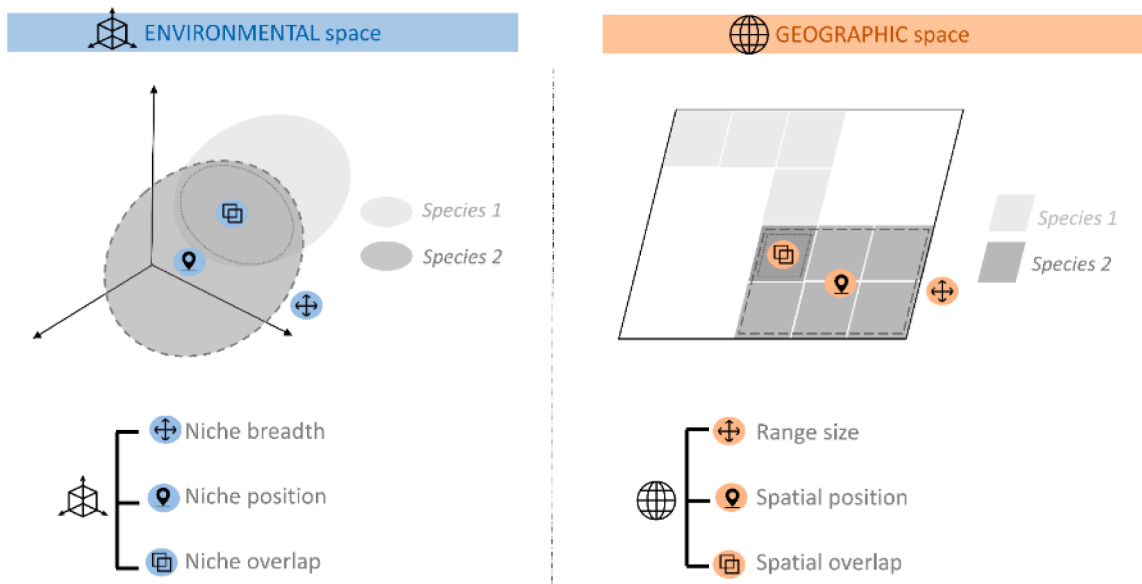 ENVIRONMENTAL space
GEOGRAPHIC space
Species 1
Species 2
Species 1
Species 2
Niche breadth
Niche position
Niche overlap
Range size
Spatial position
Spatial overlap